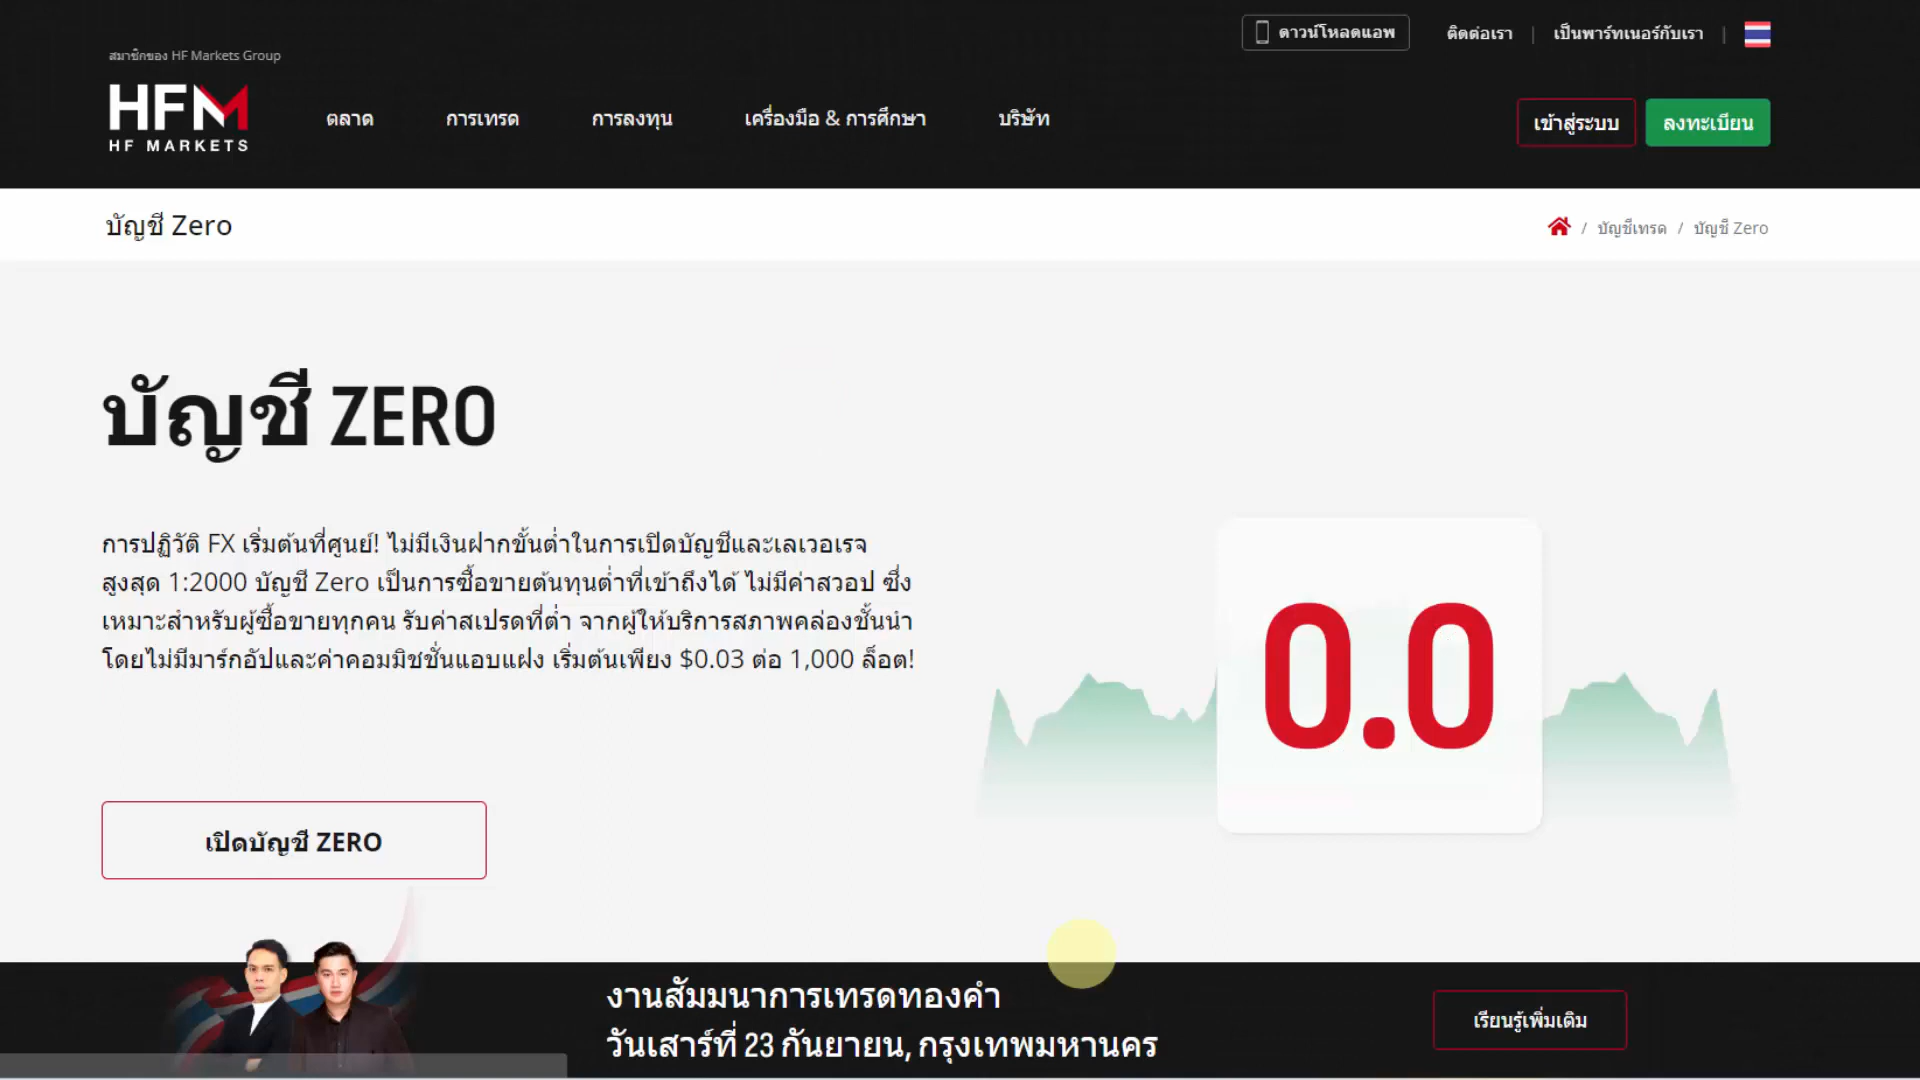 ดาวน์โหลดแอพ
ติดต่อเรา | เป็นพาร์ทเนอร์กับเรา |
สมาชิกของ HF Markets Group
HFM
HF MARKETS
ตลาด
การเทรด
การลงทุน
เครื่องมือ & การศึกษา
บริษัท
เข้าสู่ระบบ
ลงทะเบียน
บัญชี Zero
/ บัญชีเทรด / บัญชี Zero
บัญชี ZERO
การปฏิวัติ FX เริ่มต้นที่ศูนย์! ไม่มีเงินฝากขั้นต่ำในการเปิดบัญชีและเลเวอเรจ
สูงสุด 1:2000 บัญชี Zero เป็นการซื้อขายต้นทุนต่ำที่เข้าถึงได้ ไม่มีค่าสวอป ซึ่ง
เหมาะสำหรับผู้ซื้อขายทุกคน รับค่าสเปรดที่ต่ำ จากผู้ให้บริการสภาพคล่องชั้นนำ
โดยไม่มีมาร์กอัปและค่าคอมมิชชั่นแอบแฝง เริ่มต้นเพียง $0.03 ต่อ 1,000 ล็อต!
0.0
เปิดบัญชี ZERO
งานสัมมนาการเทรดทองคำ
วันเสาร์ที่ 23 กันยายน, กรุงเทพมหานคร
เรียนรู้เพิ่มเติม